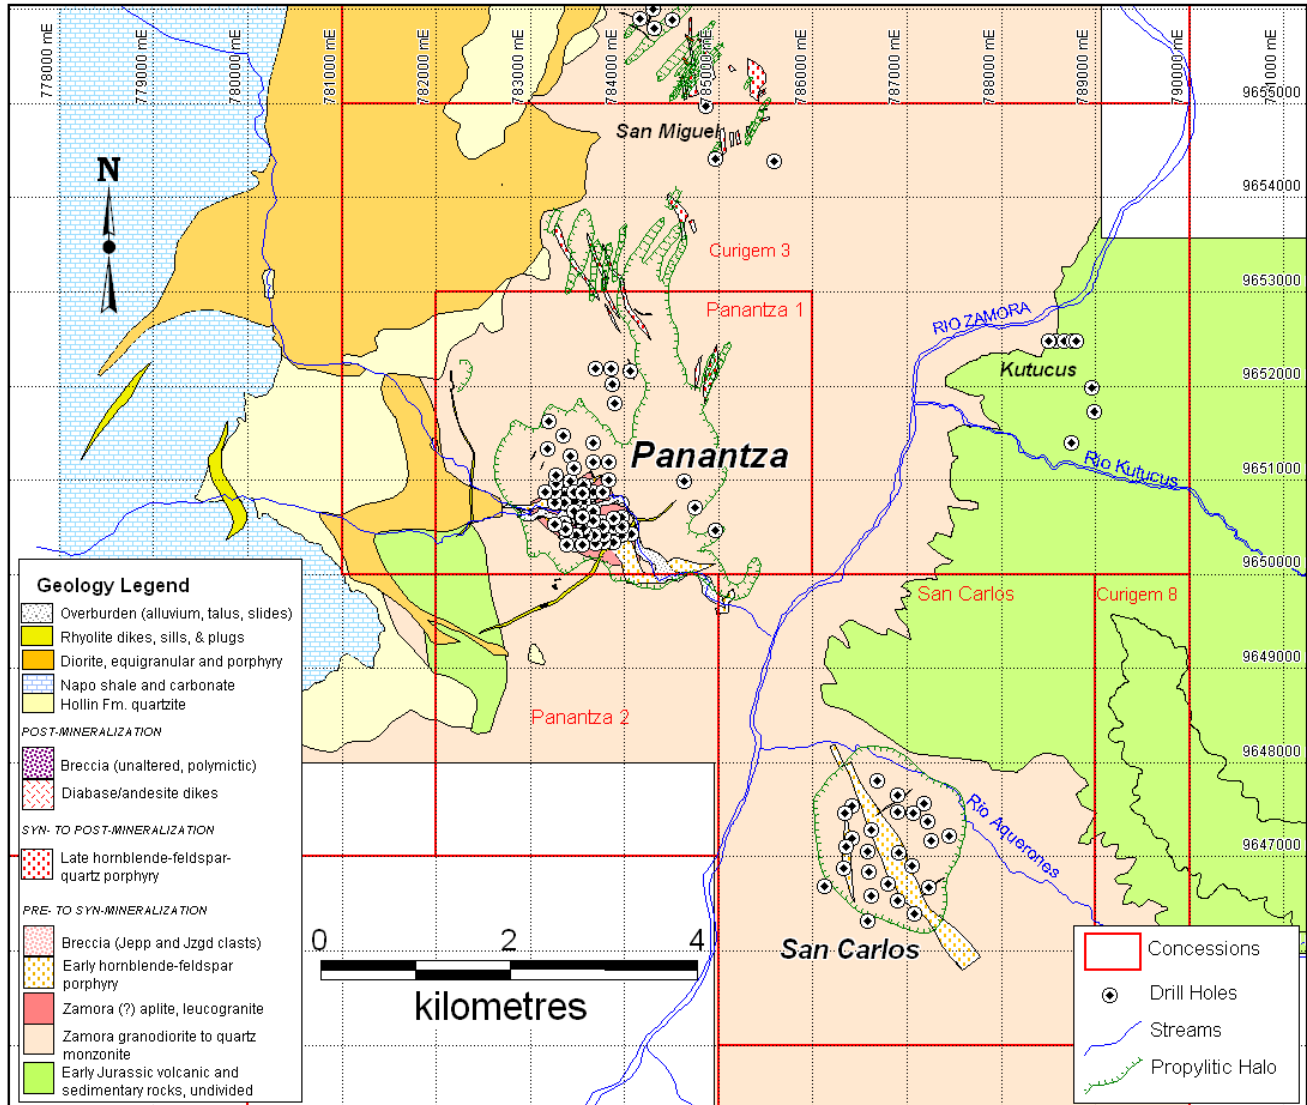 778000 mE
779000 mE
780000 mE
781000 mE
782000 mE
783000 mE
784000 mE
785000 mE
786000 mE
787000 mE
788000 mE
789000 mE
790000 mE
791000 mE
9655000
9654000
9653000
9652000
9651000
9650000
9649000
9648000
9647000
N
San Miguel
Curigem 3
Panantza 1
RIO ZAMORA
Kutucus
Panantza
Rio Kutucus
San Carlos
Curigem 8
Panantza 2
Rio Aquerones
San Carlos
0 2 4
kilometres
Geology Legend
Overburden (alluvium, talus, slides)
Rhyolite dikes, sills, & plugs
Diorite, equigranular and porphyry
Napo shale and carbonate
Hollin Fm. quartzite
POST-MINERALIZATION
Breccia (unaltered, polymictic)
Diabase/andesite dikes
SYN- TO POST-MINERALIZATION
Late hornblende-feldspar-
quartz porphyry
PRE- TO SYN-MINERALIZATION
Breccia (Jepp and Jzgd clasts)
Early hornblende-feldspar
porphyry
Zamora (?) aplite, leucogranite
Zamora granodiorite to quartz
monzonite
Early Jurassic volcanic and
sedimentary rocks, undivided
Concessions
Drill Holes
Streams
Propylitic Halo